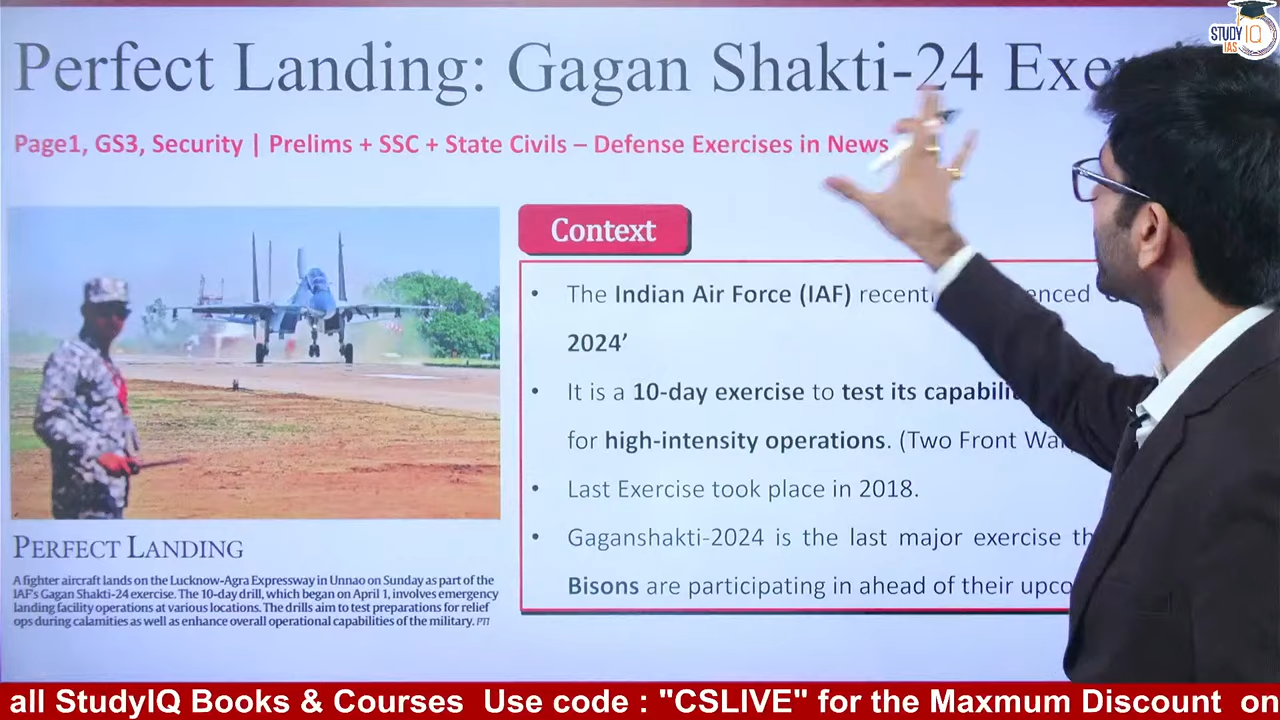 STUDY IQ
IAS
Perfect Landing: Gagan Shakti-24 Exe
Page1, GS3, Security | Prelims + SSC + State Civils – Defense Exercises in News
Context
• The Indian Air Force (IAF)
2024’
• It is a 10-day exercise to test its
for high-intensity operations. (Two Front
• Last Exercise took place in 2018.
• Gaganshakti-2024 is the last major exercise
Bisons are participating in ahead of their
PERFECT LANDING
A fighter aircraft lands on the Lucknow-Agra Expressway in Unnao on Sunday as part of the
IAF's Gagan Shakti-24 exercise. The 10-day drill, which began on April 1, involves emergency
landing facility operations at various locations. The drills aim to test preparations for relief
ops during calamities as well as enhance overall operational capabilities of the military. PTI
all StudyIQ Books & Courses Use code : "CSLIVE" for the Maxmum Discount on